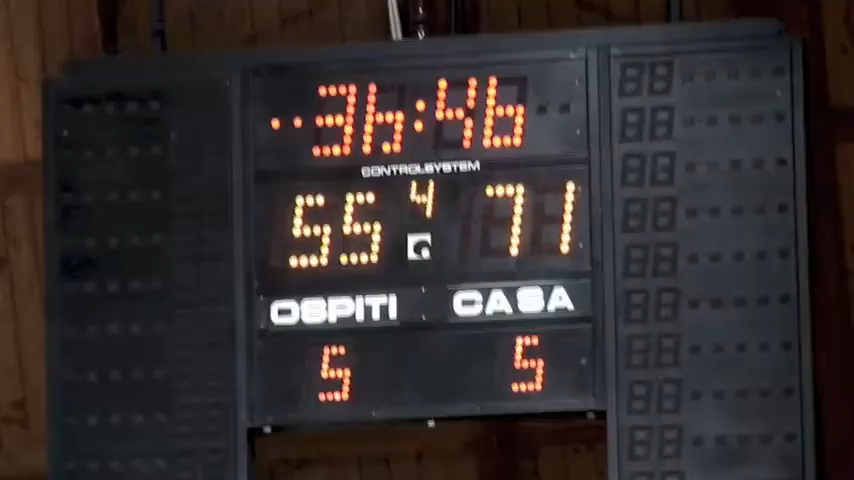 36:46
CONTROLSYSTEM
55 4 71
OSPITI CASA
5 5